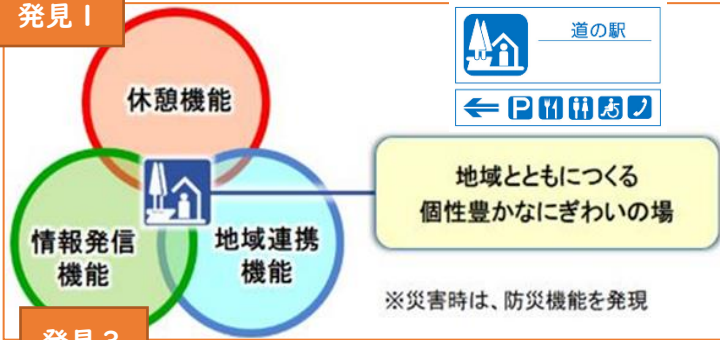 発見1
道の駅
P
休憩機能
地域とともにつくる
個性豊かなにぎわいの場
情報発信
機能
地域連携
機能
※災害時は、防災機能を発現